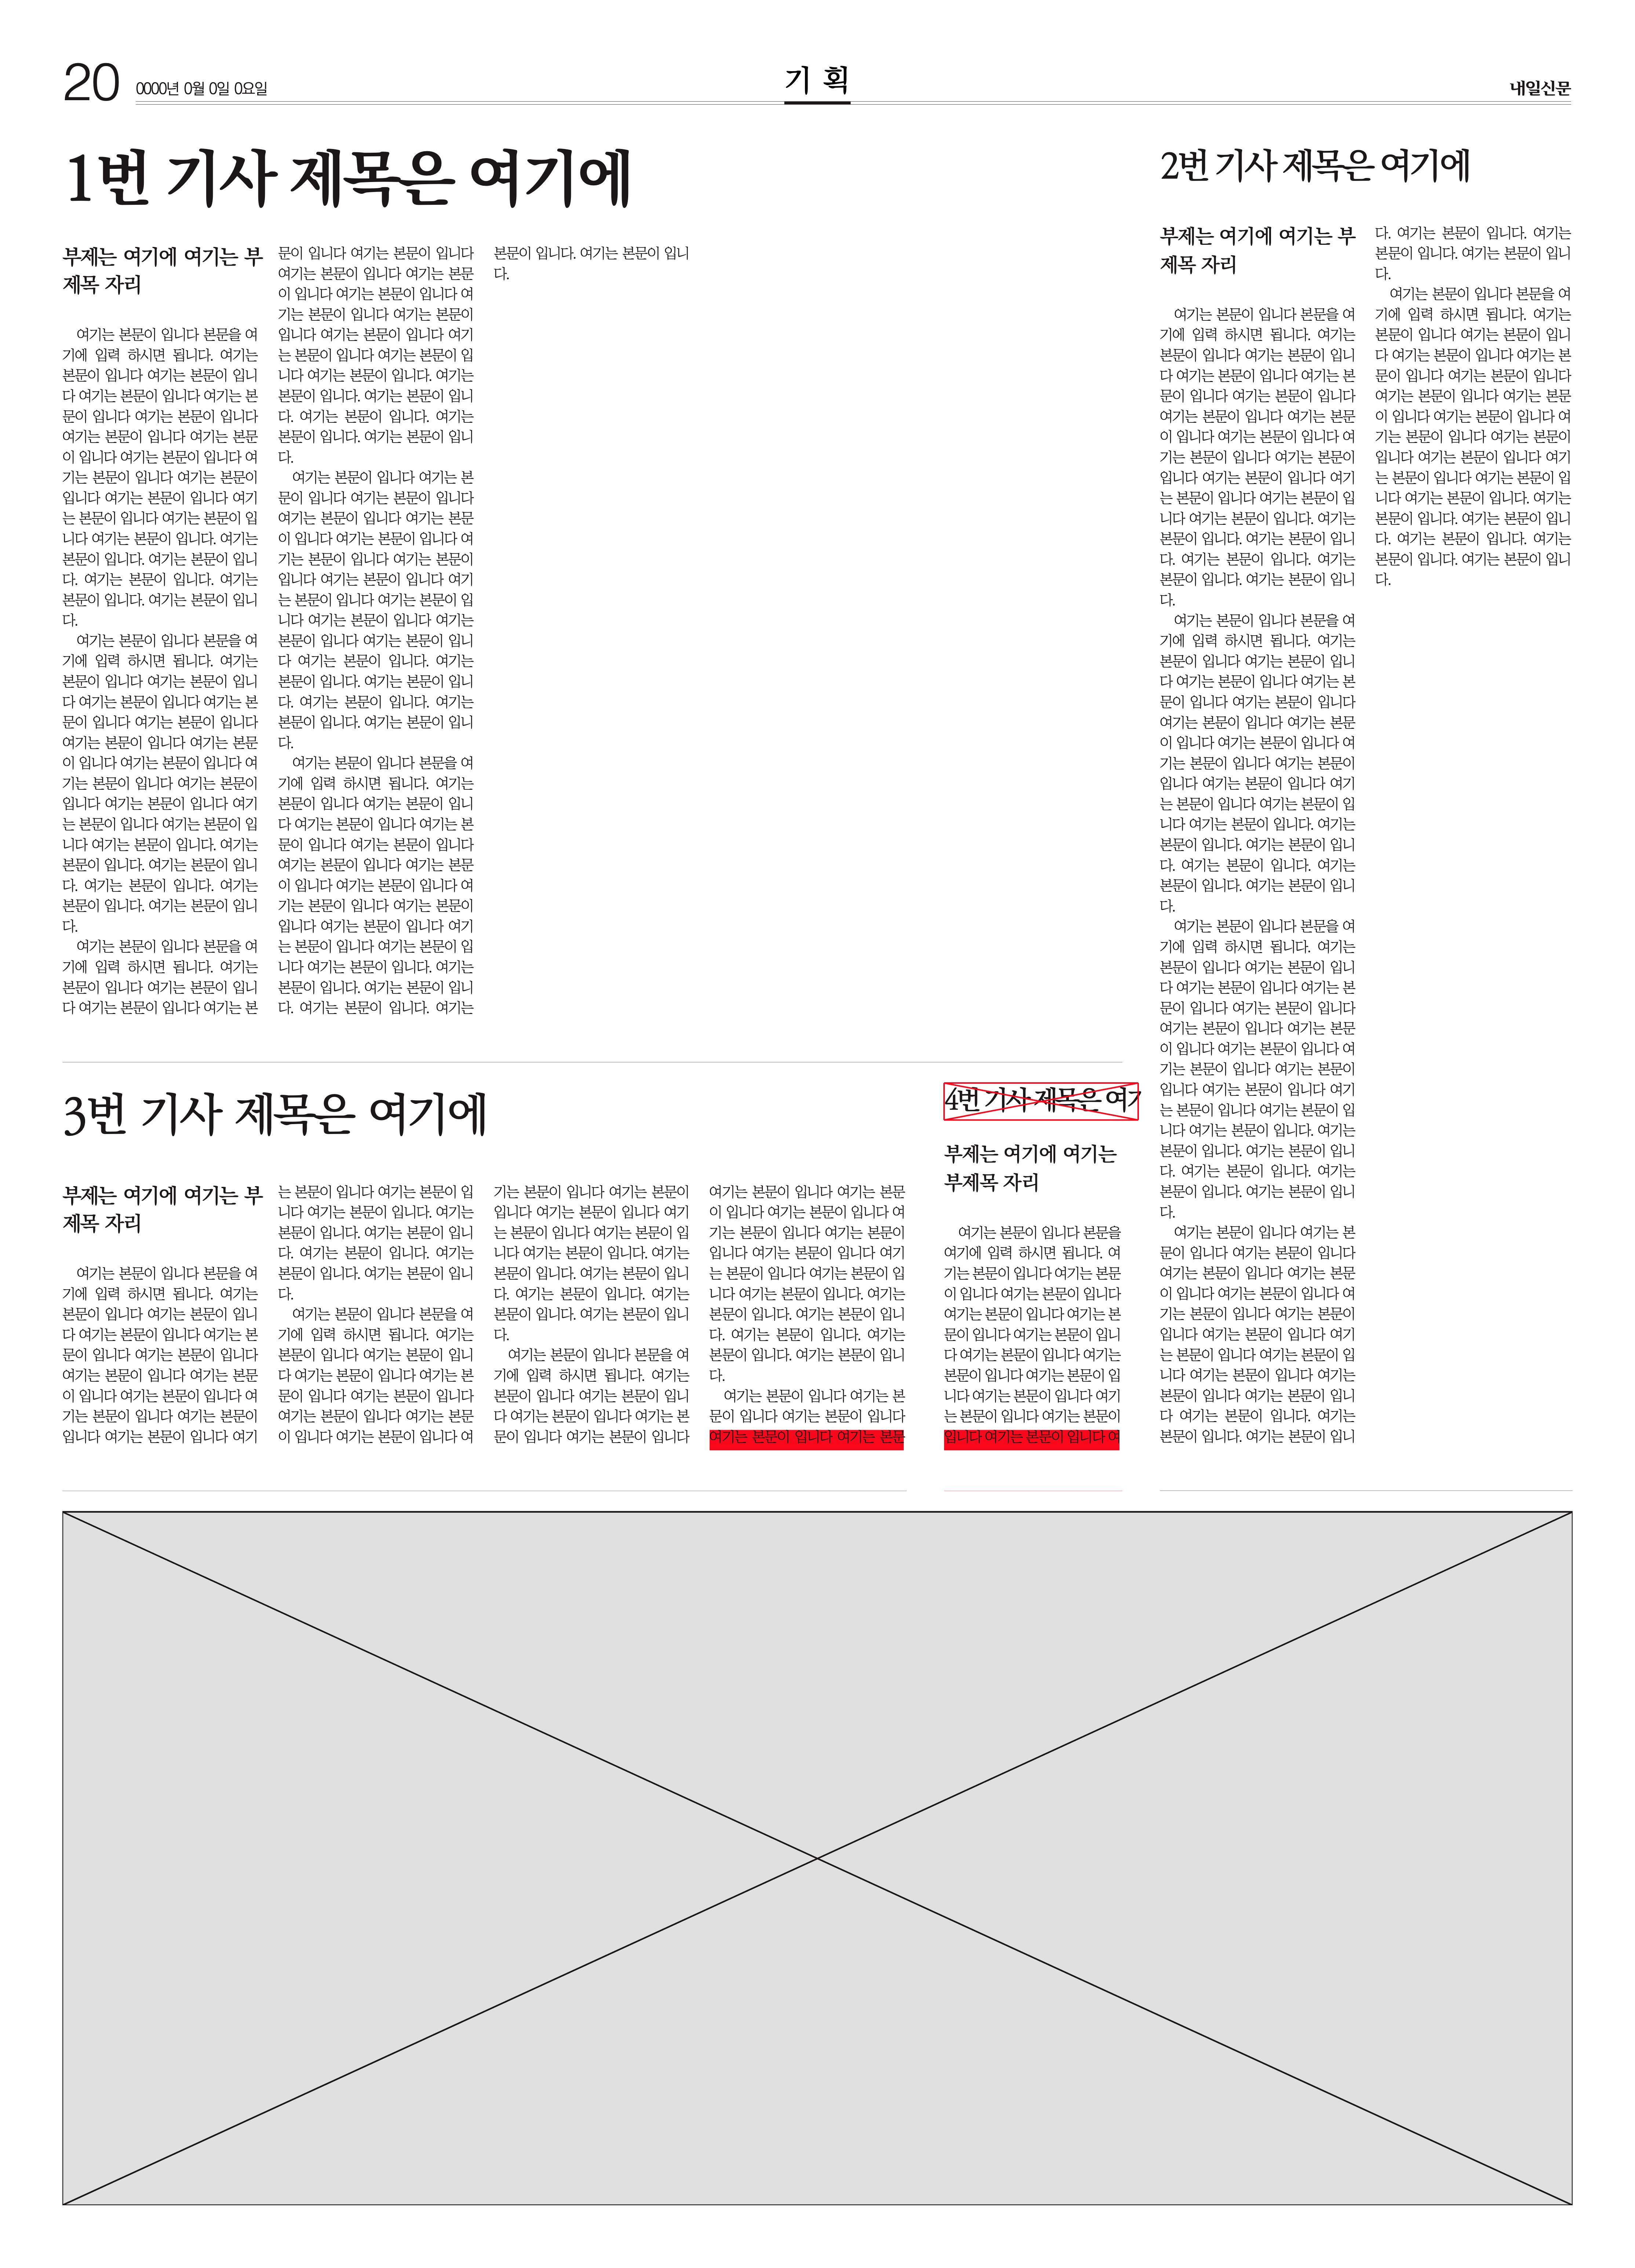 20 0000년 0월 0일 0요일
기 획
내일신문
1번 기사 제목은 여기에
부제는 여기에 여기는 부
제목 자리
여기는 본문이 입니다 본문을 여
기에 입력 하시면 됩니다. 여기는
본문이 입니다 여기는 본문이 입니
다 여기는 본문이 입니다 여기는 본
문이 입니다 여기는 본문이 입니다
여기는 본문이 입니다 여기는 본문
이 입니다 여기는 본문이 입니다 여
기는 본문이 입니다 여기는 본문이
입니다 여기는 본문이 입니다 여기
는 본문이 입니다 여기는 본문이 입
니다 여기는 본문이 입니다. 여기는
본문이 입니다. 여기는 본문이 입니
다. 여기는 본문이 입니다. 여기는
본문이 입니다. 여기는 본문이 입니
다.
여기는 본문이 입니다 본문을 여
기에 입력 하시면 됩니다. 여기는
본문이 입니다 여기는 본문이 입니
다 여기는 본문이 입니다 여기는 본
문이 입니다 여기는 본문이 입니다
여기는 본문이 입니다 여기는 본문
이 입니다 여기는 본문이 입니다 여
기는 본문이 입니다 여기는 본문이
입니다 여기는 본문이 입니다 여기
는 본문이 입니다 여기는 본문이 입
니다 여기는 본문이 입니다. 여기는
본문이 입니다. 여기는 본문이 입니
다. 여기는 본문이 입니다. 여기는
본문이 입니다. 여기는 본문이 입니
다.
여기는 본문이 입니다 본문을 여
기에 입력 하시면 됩니다. 여기는
본문이 입니다 여기는 본문이 입니
다 여기는 본문이 입니다 여기는 본
문이 입니다 여기는 본문이 입니다
여기는 본문이 입니다 여기는 본문
이 입니다 여기는 본문이 입니다 여
기는 본문이 입니다 여기는 본문이
입니다 여기는 본문이 입니다 여기
는 본문이 입니다 여기는 본문이 입
니다 여기는 본문이 입니다. 여기는
본문이 입니다. 여기는 본문이 입니
다. 여기는 본문이 입니다. 여기는
본문이 입니다. 여기는 본문이 입니
다.
여기는 본문이 입니다 여기는 본
문이 입니다 여기는 본문이 입니다
여기는 본문이 입니다 여기는 본문
이 입니다 여기는 본문이 입니다 여
기는 본문이 입니다 여기는 본문이
입니다 여기는 본문이 입니다 여기
는 본문이 입니다 여기는 본문이 입
니다 여기는 본문이 입니다 여기는
본문이 입니다 여기는 본문이 입니
다 여기는 본문이 입니다. 여기는
본문이 입니다. 여기는 본문이 입니
다. 여기는 본문이 입니다. 여기는
본문이 입니다. 여기는 본문이 입니
다.
여기는 본문이 입니다 본문을 여
기에 입력 하시면 됩니다. 여기는
본문이 입니다 여기는 본문이 입니
다 여기는 본문이 입니다 여기는 본
문이 입니다 여기는 본문이 입니다
여기는 본문이 입니다 여기는 본문
이 입니다 여기는 본문이 입니다 여
기는 본문이 입니다 여기는 본문이
입니다 여기는 본문이 입니다 여기
는 본문이 입니다 여기는 본문이 입
니다 여기는 본문이 입니다. 여기는
본문이 입니다. 여기는 본문이 입니
다. 여기는 본문이 입니다. 여기는
본문이 입니다. 여기는 본문이 입니
다.
2번 기사 제목은 여기에
부제는 여기에 여기는 부
제목 자리
여기는 본문이 입니다 본문을 여
기에 입력 하시면 됩니다. 여기는
본문이 입니다 여기는 본문이 입니
다 여기는 본문이 입니다 여기는 본
문이 입니다 여기는 본문이 입니다
여기는 본문이 입니다 여기는 본문
이 입니다 여기는 본문이 입니다 여
기는 본문이 입니다 여기는 본문이
입니다 여기는 본문이 입니다 여기
는 본문이 입니다 여기는 본문이 입
니다 여기는 본문이 입니다. 여기는
본문이 입니다. 여기는 본문이 입니
다. 여기는 본문이 입니다. 여기는
본문이 입니다. 여기는 본문이 입니
다.
여기는 본문이 입니다 본문을 여
기에 입력 하시면 됩니다. 여기는
본문이 입니다 여기는 본문이 입니
다 여기는 본문이 입니다 여기는 본
문이 입니다 여기는 본문이 입니다
여기는 본문이 입니다 여기는 본문
이 입니다 여기는 본문이 입니다 여
기는 본문이 입니다 여기는 본문이
입니다 여기는 본문이 입니다 여기
는 본문이 입니다 여기는 본문이 입
니다 여기는 본문이 입니다. 여기는
본문이 입니다. 여기는 본문이 입니
다. 여기는 본문이 입니다. 여기는
본문이 입니다. 여기는 본문이 입니
다.
여기는 본문이 입니다 본문을 여
기에 입력 하시면 됩니다. 여기는
본문이 입니다 여기는 본문이 입니
다 여기는 본문이 입니다 여기는 본
문이 입니다 여기는 본문이 입니다
여기는 본문이 입니다 여기는 본문
이 입니다 여기는 본문이 입니다 여
기는 본문이 입니다 여기는 본문이
입니다 여기는 본문이 입니다 여기
는 본문이 입니다 여기는 본문이 입
니다 여기는 본문이 입니다. 여기는
본문이 입니다. 여기는 본문이 입니
다. 여기는 본문이 입니다. 여기는
본문이 입니다. 여기는 본문이 입니
다.
여기는 본문이 입니다 여기는 본
문이 입니다 여기는 본문이 입니다
여기는 본문이 입니다 여기는 본문
이 입니다 여기는 본문이 입니다 여
기는 본문이 입니다 여기는 본문이
입니다 여기는 본문이 입니다 여기
는 본문이 입니다 여기는 본문이 입
니다 여기는 본문이 입니다 여기는
본문이 입니다 여기는 본문이 입니
다 여기는 본문이 입니다. 여기는
본문이 입니다. 여기는 본문이 입니
다. 여기는 본문이 입니다. 여기는
본문이 입니다. 여기는 본문이 입니
다.
여기는 본문이 입니다 본문을 여
기에 입력 하시면 됩니다. 여기는
본문이 입니다 여기는 본문이 입니
다 여기는 본문이 입니다 여기는 본
문이 입니다 여기는 본문이 입니다
여기는 본문이 입니다 여기는 본문
이 입니다 여기는 본문이 입니다 여
기는 본문이 입니다 여기는 본문이
입니다 여기는 본문이 입니다 여기
는 본문이 입니다 여기는 본문이 입
니다 여기는 본문이 입니다. 여기는
본문이 입니다. 여기는 본문이 입니
다. 여기는 본문이 입니다. 여기는
본문이 입니다. 여기는 본문이 입니
다.
3번 기사 제목은 여기에
부제는 여기에 여기는 부
제목 자리
여기는 본문이 입니다 본문을 여
기에 입력 하시면 됩니다. 여기는
본문이 입니다 여기는 본문이 입니
다 여기는 본문이 입니다 여기는 본
문이 입니다 여기는 본문이 입니다
여기는 본문이 입니다 여기는 본문
이 입니다 여기는 본문이 입니다 여
기는 본문이 입니다 여기는 본문이
입니다 여기는 본문이 입니다 여기
는 본문이 입니다 여기는 본문이 입
니다 여기는 본문이 입니다. 여기는
본문이 입니다. 여기는 본문이 입니
다. 여기는 본문이 입니다. 여기는
본문이 입니다. 여기는 본문이 입니
다.
여기는 본문이 입니다 본문을 여
기에 입력 하시면 됩니다. 여기는
본문이 입니다 여기는 본문이 입니
다 여기는 본문이 입니다 여기는 본
문이 입니다 여기는 본문이 입니다
여기는 본문이 입니다 여기는 본문
이 입니다 여기는 본문이 입니다 여
기는 본문이 입니다 여기는 본문이
입니다 여기는 본문이 입니다 여기
는 본문이 입니다 여기는 본문이 입
니다 여기는 본문이 입니다. 여기는
본문이 입니다. 여기는 본문이 입니
다. 여기는 본문이 입니다. 여기는
본문이 입니다. 여기는 본문이 입니
다.
여기는 본문이 입니다 본문을 여
기에 입력 하시면 됩니다. 여기는
본문이 입니다 여기는 본문이 입니
다 여기는 본문이 입니다 여기는 본
문이 입니다 여기는 본문이 입니다
여기는 본문이 입니다 여기는 본문
이 입니다 여기는 본문이 입니다 여
기는 본문이 입니다 여기는 본문이
입니다 여기는 본문이 입니다 여기
는 본문이 입니다 여기는 본문이 입
니다 여기는 본문이 입니다. 여기는
본문이 입니다. 여기는 본문이 입니
다. 여기는 본문이 입니다. 여기는
본문이 입니다. 여기는 본문이 입니
다.
여기는 본문이 입니다 여기는 본
문이 입니다 여기는 본문이 입니다
여기는 본문이 입니다 여기는 본문
4번 기사 제목은 여
부제는 여기에 여기는
부제목 자리
여기는 본문이 입니다 본문을
여기에 입력 하시면 됩니다. 여
기는 본문이 입니다 여기는 본문
이 입니다 여기는 본문이 입니다
여기는 본문이 입니다 여기는 본
문이 입니다 여기는 본문이 입니
다 여기는 본문이 입니다 여기는
본문이 입니다 여기는 본문이 입
니다 여기는 본문이 입니다 여기
는 본문이 입니다 여기는 본문이
입니다 여기는 본문이 입니다 여